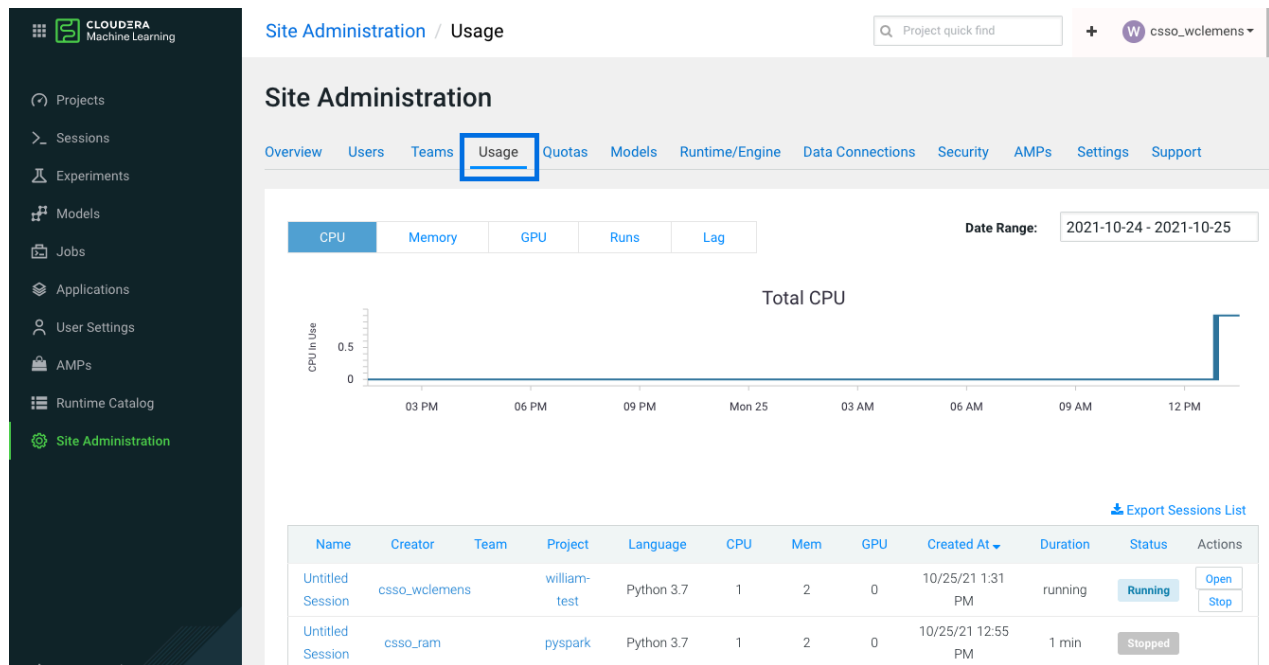 CLOUDERA
Machine Learning
Projects
Sessions
Experiments
Models
Jobs
Applications
User Settings
AMPs
Runtime Catalog
Site Administration
Site Administration / Usage
Project quick find
+
W csso_wclemens
Site Administration
Overview Users Teams Usage Quotas Models Runtime/Engine Data Connections Security AMPs Settings Support
CPU Memory GPU Runs Lag
Date Range: 2021-10-24 - 2021-10-25
Total CPU
CPU In Use
0.5
0
03 PM 06 PM 09 PM Mon 25 03 AM 06 AM 09 AM 12 PM
Export Sessions List
Name Creator Team Project Language CPU Mem GPU Created At Duration Status Actions
Untitled Session csso_wclemens william-test Python 3.7 1 2 0 10/25/21 1:31 PM running Running Open Stop
Untitled Session csso_ram pyspark Python 3.7 1 2 0 10/25/21 12:55 PM 1 min Stopped